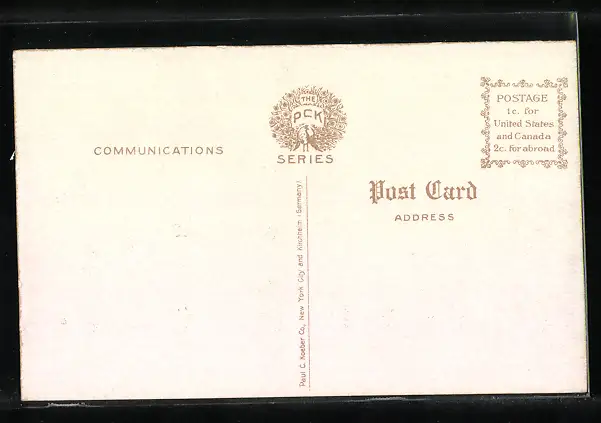 COMMUNICATIONS
THE
PCK
SERIES
Paul C. Koeber Co., New York City and Kirchheim (Germany)
POSTAGE
1c. for
United States
and Canada
2c. for abroad
Post Card
ADDRESS